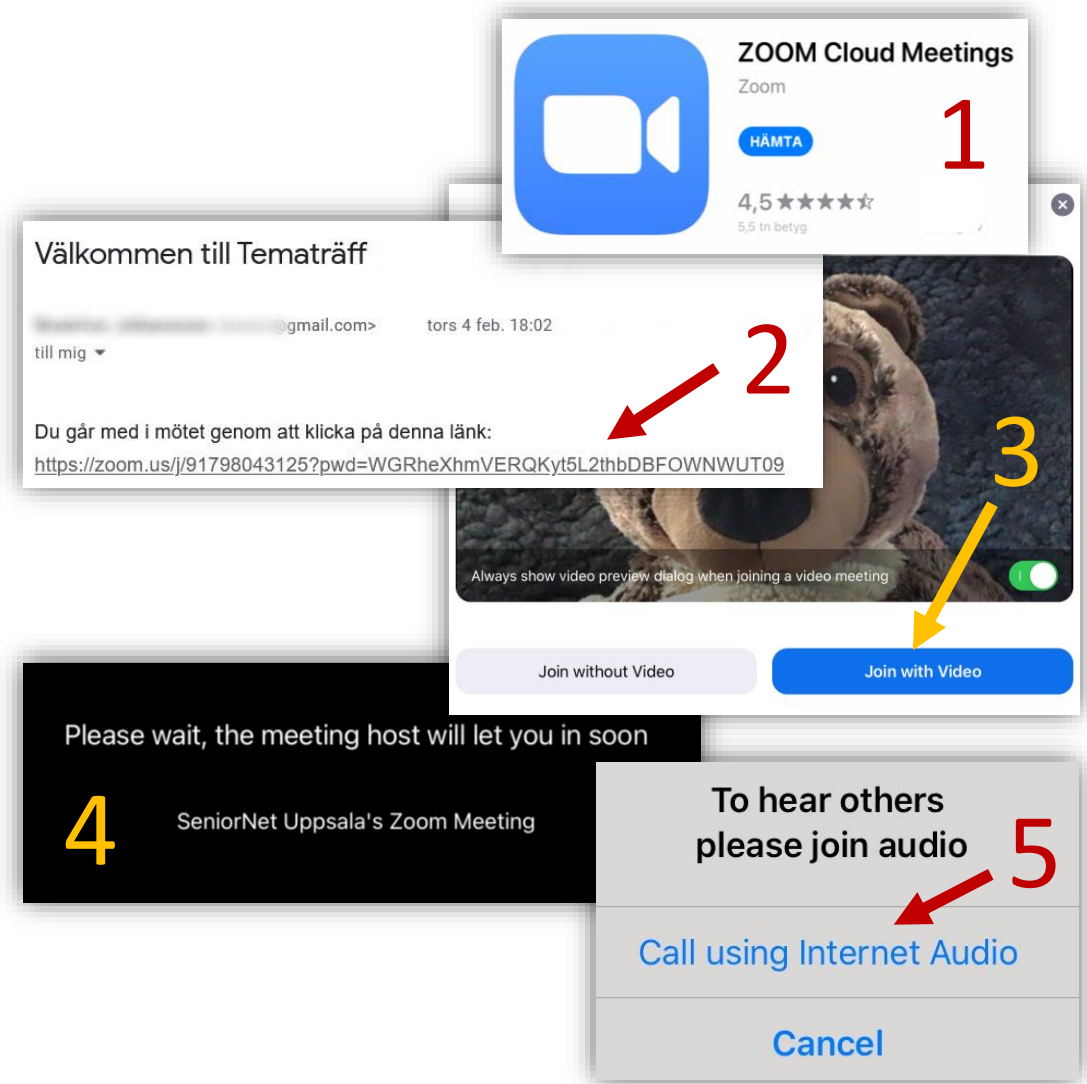 ZOOM Cloud Meetings
Zoom
HÄMTA
1
4,5
5,5 tn betyg
Välkommen till Tematräff
@gmail.com> tors 4 feb. 18:02
till mig
2
Du går med i mötet genom att klicka på denna länk:
https://zoom.us/j/91798043125?pwd=WGRheXhmVERQKyt5L2thbDBFOWNWUT09
3
Always show video preview dialog when joining a video meeting
Join without Video
Join with Video
Please wait, the meeting host will let you in soon
4
SeniorNet Uppsala's Zoom Meeting
To hear others
please join audio
5
Call using Internet Audio
Cancel